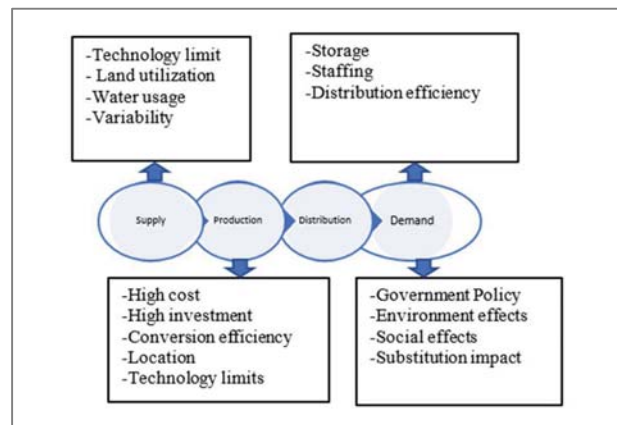 -Technology limit
- Land utilization
-Water usage
-Variability
-Storage
-Staffing
-Distribution efficiency
Supply
Production
Distribution
Demand
-High cost
-High investment
-Conversion efficiency
-Location
-Technology limits
-Government Policy
-Environment effects
-Social effects
-Substitution impact